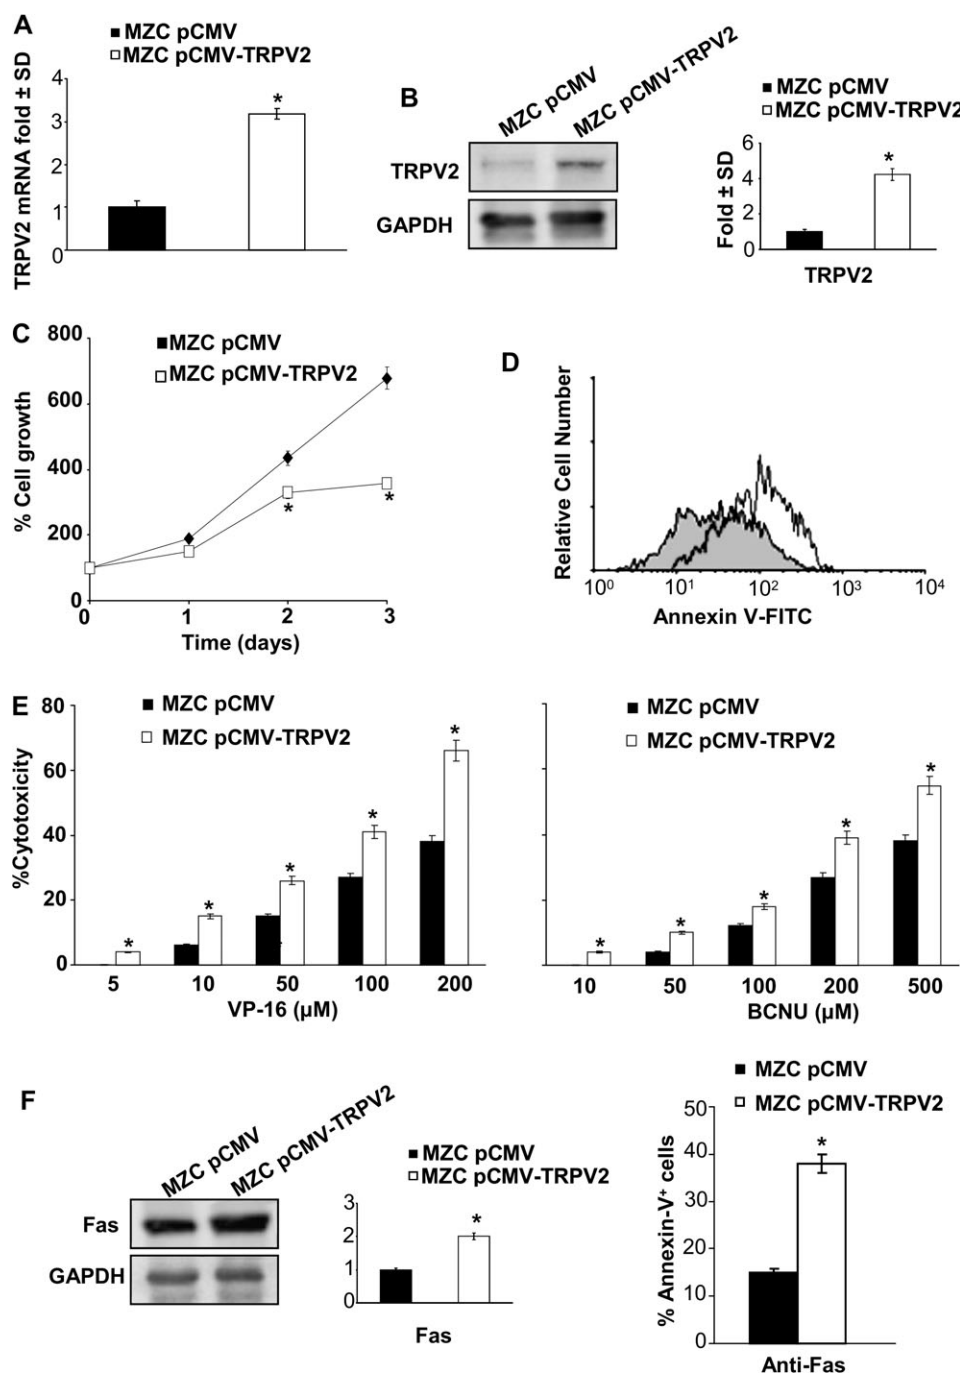 A
MZC pCMV
MZC pCMV-TRPV2
TRPV2 mRNA fold ± SD
4
3
2
1
0
B
MZC pCMV
MZC pCMV-TRPV2
TRPV2
GAPDH
MZC pCMV
MZC pCMV-TRPV2
Fold ± SD
6
4
2
0
*
*
TRPV2
C
MZC pCMV
MZC pCMV-TRPV2
% Cell growth
800
600
400
200
0
*
*
0 1 2 3
Time (days)
D
Relative Cell Number
10⁰ 10¹ 10² 10³ 10⁴
Annexin V-FITC
E
MZC pCMV
MZC pCMV-TRPV2
%Cytotoxicity
80
60
40
20
0
* * * * *
5 10 50 100 200
VP-16 (µM)
MZC pCMV
MZC pCMV-TRPV2
* * * * *
10 50 100 200 500
BCNU (µM)
F
MZC pCMV
MZC pCMV-TRPV2
Fas
GAPDH
MZC pCMV
MZC pCMV-TRPV2
3
2
1
0
*
Fas
MZC pCMV
MZC pCMV-TRPV2
% Annexin-V⁺ cells
50
40
30
20
10
0
*
Anti-Fas